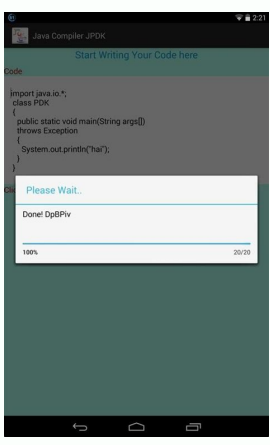 2:21
Java Compiler JPDK
Start Writing Your Code here
Code
import java.io.*;
class PDK
{
public static void main(String args[])
throws Exception
{
System.out.println("hai");
}
}
Please Wait..
Done! DpBPiv
100% 20/20